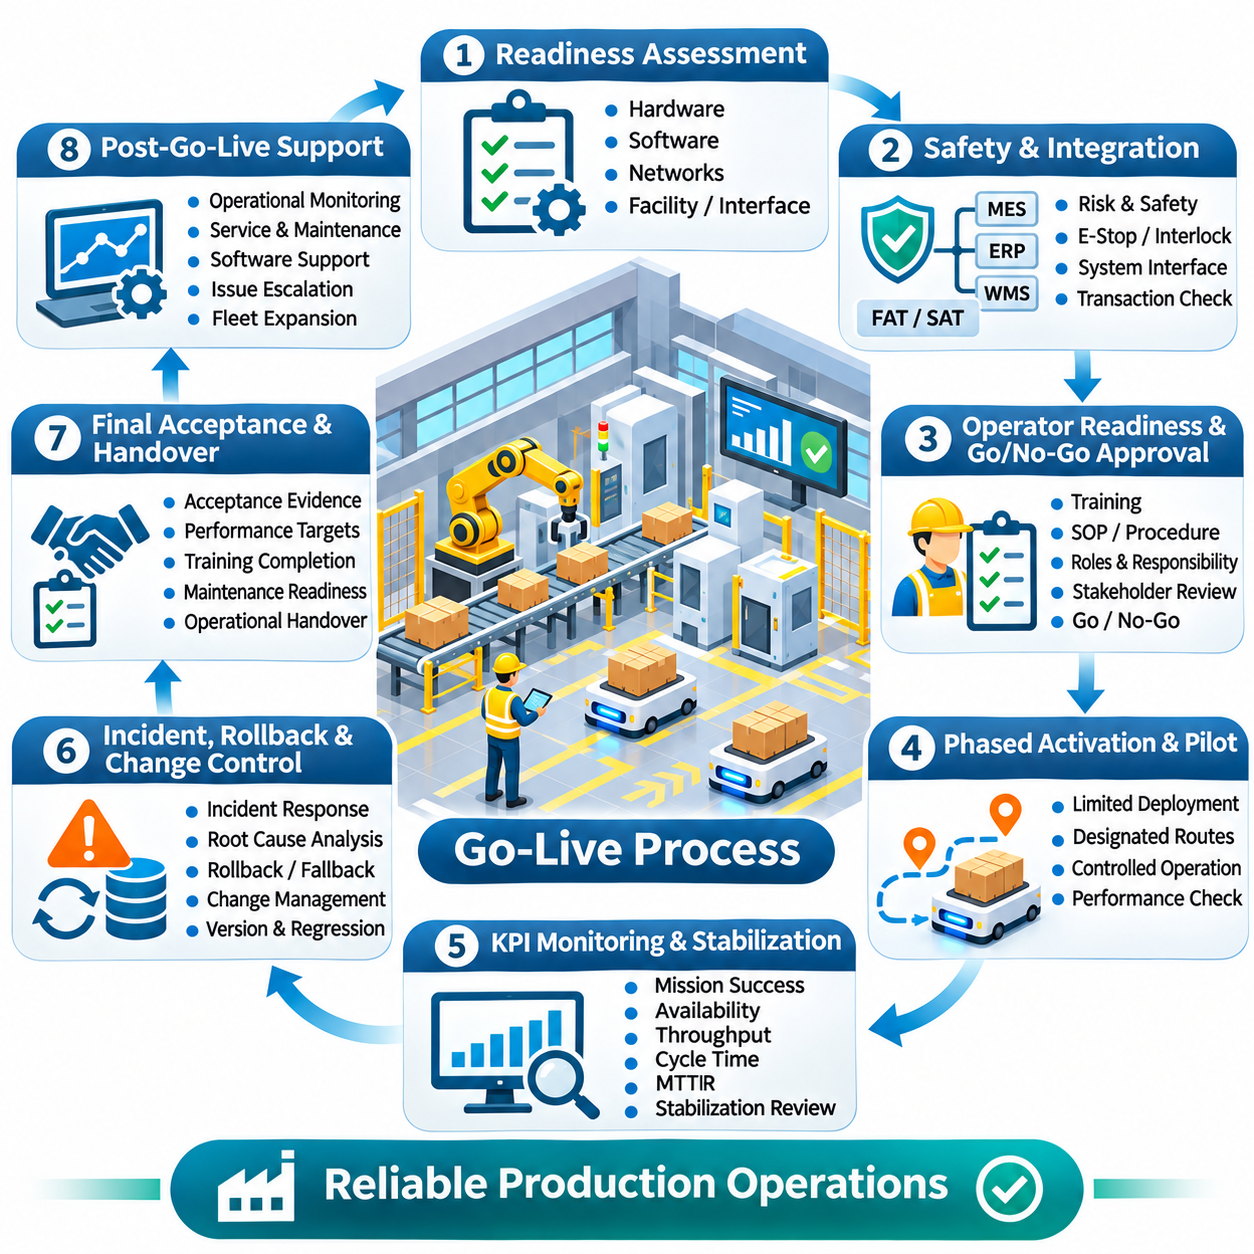 1 Readiness Assessment
Hardware
Software
Networks
Facility / Interface
2 Safety & Integration
MES
ERP
WMS
FAT / SAT
Risk & Safety
E-Stop / Interlock
System Interface
Transaction Check
3 Operator Readiness &
Go/No-Go Approval
Training
SOP / Procedure
Roles & Responsibility
Stakeholder Review
Go / No-Go
4 Phased Activation & Pilot
Limited Deployment
Designated Routes
Controlled Operation
Performance Check
5 KPI Monitoring & Stabilization
Mission Success
Availability
Throughput
Cycle Time
MTTIR
Stabilization Review
6 Incident, Rollback &
Change Control
Incident Response
Root Cause Analysis
Rollback / Fallback
Change Management
Version & Regression
7 Final Acceptance &
Handover
Acceptance Evidence
Performance Targets
Training Completion
Maintenance Readiness
Operational Handover
8 Post-Go-Live Support
Operational Monitoring
Service & Maintenance
Software Support
Issue Escalation
Fleet Expansion
Go-Live Process
Reliable Production Operations